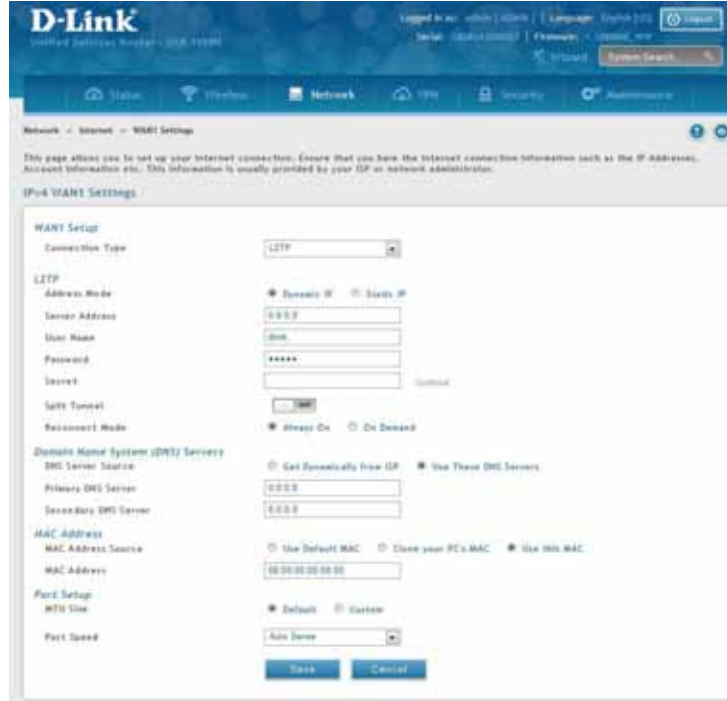 D-Link
Logged in as: admin ( ADMIN ) | Language: English [US]
Logout
Unified Services Router -
Serial: | Firmware:
Wizard System Search...
Status Wireless Network VPN Security Maintenance
Network » Internet » WAN1 Settings
This page allows you to set up your Internet connection. Ensure that you have the Internet connection information such as the IP Addresses,
Account Information etc. This information is usually provided by your ISP or network administrator.
IPv4 WAN1 Settings
WAN1 Setup
Connection Type L2TP
L2TP
Address Mode Dynamic IP Static IP
Server Address 0.0.0.0
User Name dlink
Password
Secret Optional
Split Tunnel OFF
Reconnect Mode Always On On Demand
Domain Name System (DNS) Servers
DNS Server Source Get Dynamically from ISP Use These DNS Servers
Primary DNS Server 0.0.0.0
Secondary DNS Server 0.0.0.0
MAC Address
MAC Address Source Use Default MAC Clone your PC's MAC Use this MAC
MAC Address 00:00:00:00:00:00
Port Setup
MTU Size Default Custom
Port Speed Auto Sense
Save Cancel